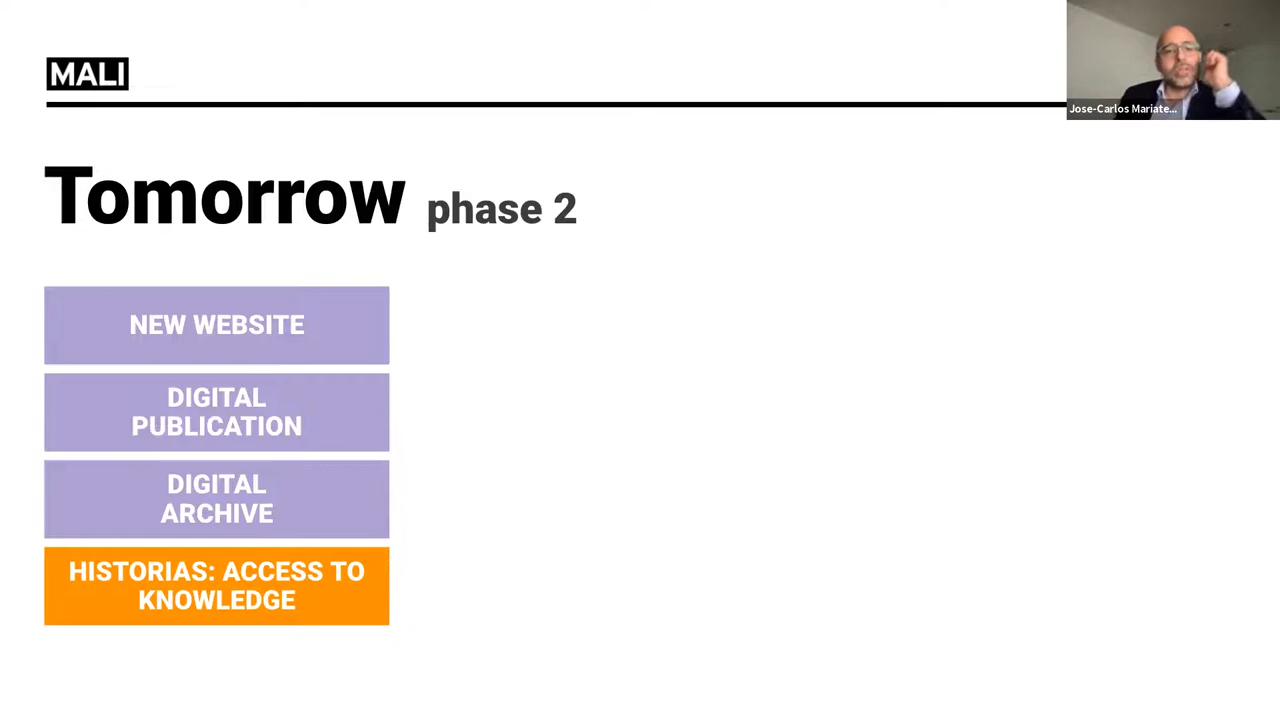 MALI
Jose-Carlos Mariate...
Tomorrow phase 2
NEW WEBSITE
DIGITAL
PUBLICATION
DIGITAL
ARCHIVE
HISTORIAS: ACCESS TO
KNOWLEDGE